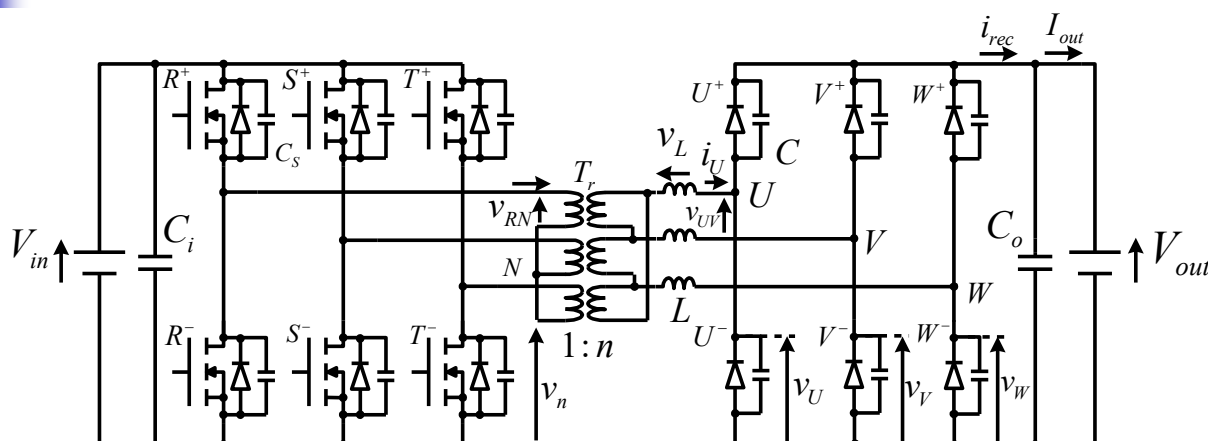 i_rec I_out
R⁺ S⁺ T⁺ U⁺ V⁺ W⁺
C_S v_L i_U C
T_r U
v_RN v_UV
V_in C_i N V C_o V_out
L W
R⁻ S⁻ T⁻ U⁻ V⁻ W⁻
1:n
v_n v_U v_V v_W